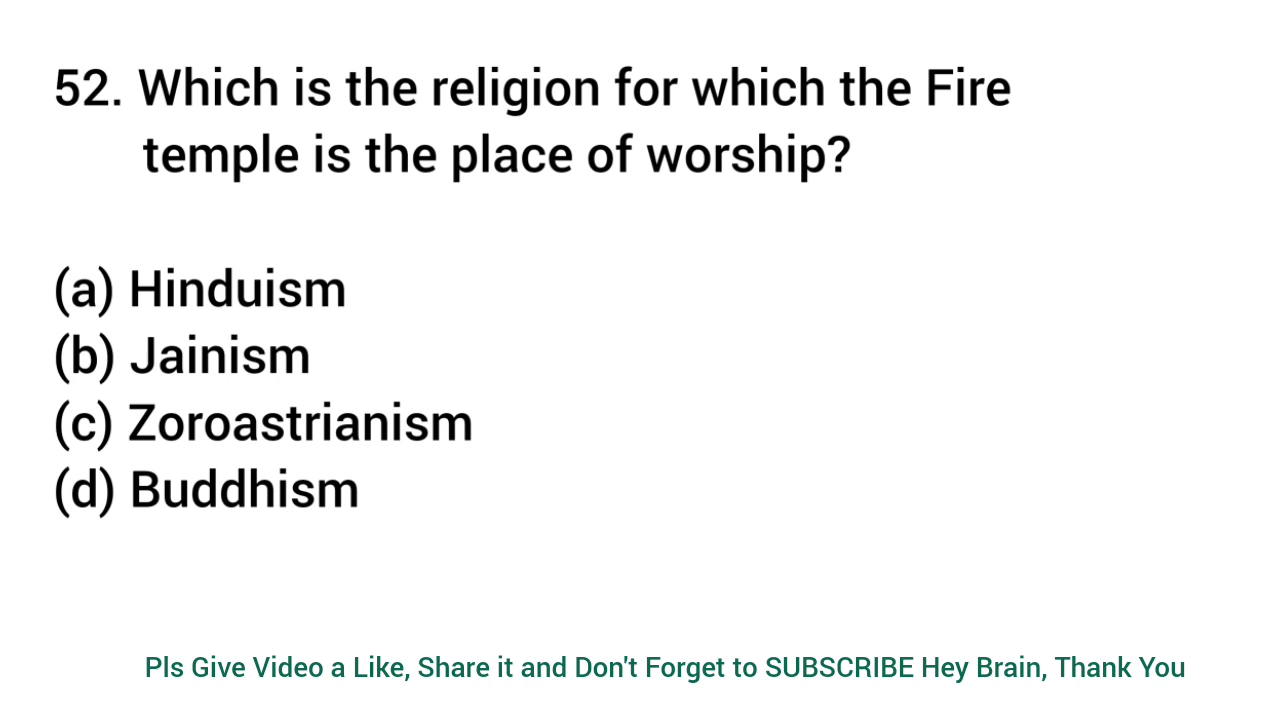 52. Which is the religion for which the Fire
temple is the place of worship?
(a) Hinduism
(b) Jainism
(c) Zoroastrianism
(d) Buddhism
Pls Give Video a Like, Share it and Don't Forget to SUBSCRIBE Hey Brain, Thank You